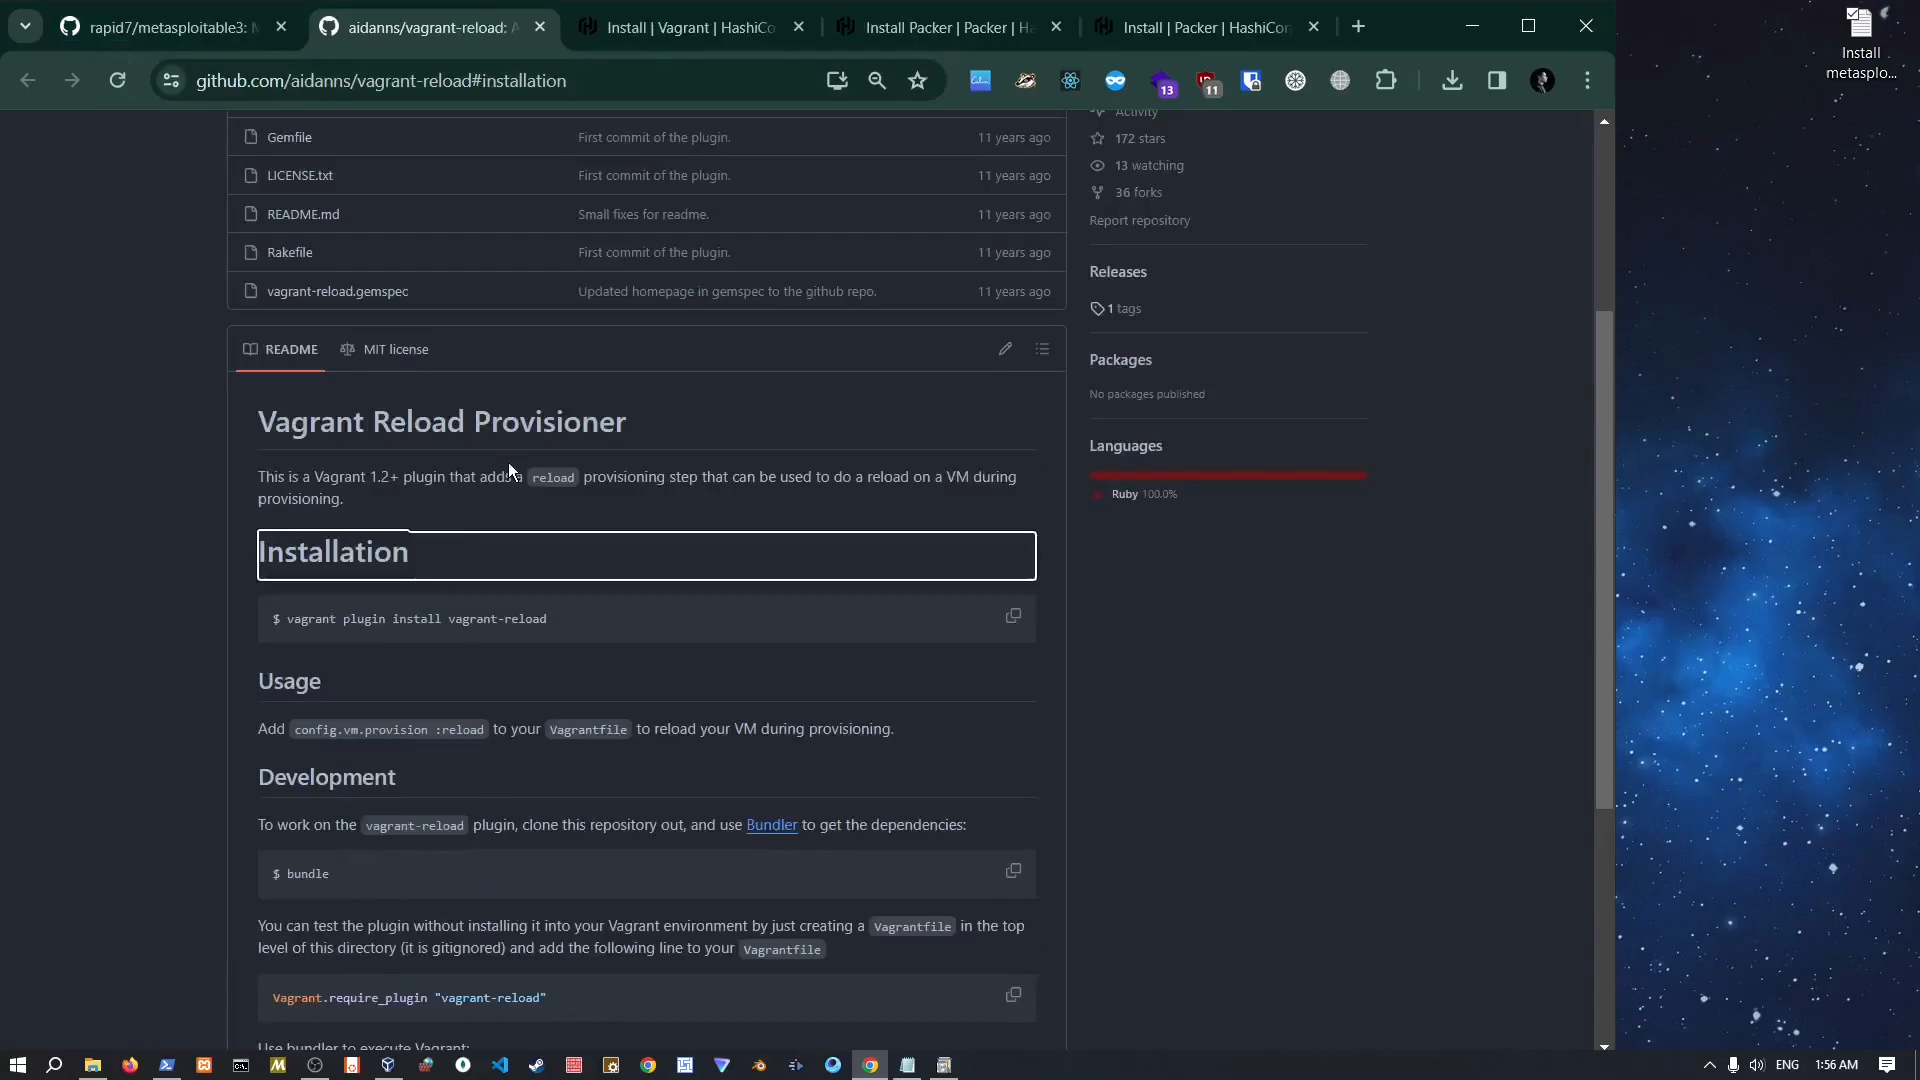 rapid7/metasploitable3: M
aidanns/vagrant-reload: A
Install | Vagrant | HashiCo
Install Packer | Packer | Ha
Install | Packer | HashiCor
github.com/aidanns/vagrant-reload#installation
13
11
Install
metasplo...
Gemfile First commit of the plugin. 11 years ago
LICENSE.txt First commit of the plugin. 11 years ago
README.md Small fixes for readme. 11 years ago
Rakefile First commit of the plugin. 11 years ago
vagrant-reload.gemspec Updated homepage in gemspec to the github repo. 11 years ago
Activity
172 stars
13 watching
36 forks
Report repository
Releases
1 tags
Packages
No packages published
Languages
Ruby 100.0%
README MIT license
Vagrant Reload Provisioner
This is a Vagrant 1.2+ plugin that adds a reload provisioning step that can be used to do a reload on a VM during
provisioning.
Installation
$ vagrant plugin install vagrant-reload
Usage
Add config.vm.provision :reload to your Vagrantfile to reload your VM during provisioning.
Development
To work on the vagrant-reload plugin, clone this repository out, and use Bundler to get the dependencies:
$ bundle
You can test the plugin without installing it into your Vagrant environment by just creating a Vagrantfile in the top
level of this directory (it is gitignored) and add the following line to your Vagrantfile
Vagrant.require_plugin "vagrant-reload"
Use bundler to execute Vagrant:
ENG 1:56 AM